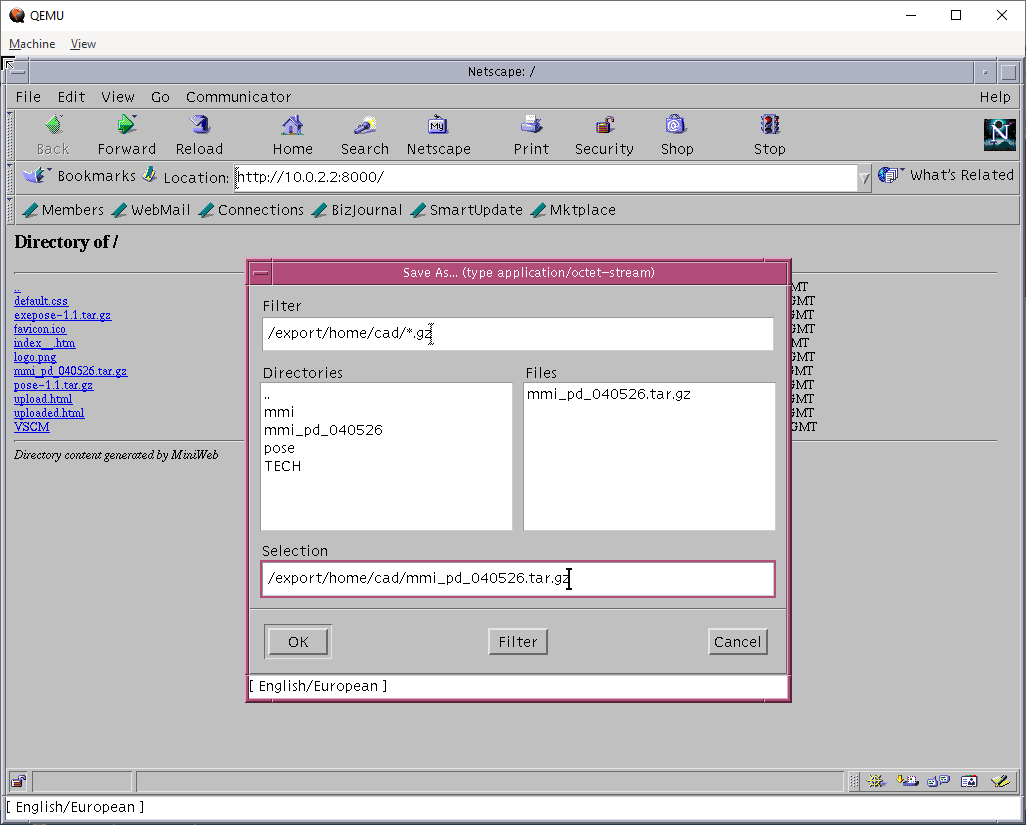 QEMU
Machine View
Netscape: /
File Edit View Go Communicator Help
My N
Back Forward Reload Home Search Netscape Print Security Shop Stop
Bookmarks Location: http://10.0.2.2:8000/ What's Related
Members WebMail Connections BizJournal SmartUpdate Mktplace
Directory of /
Save As... (type application/octet-stream)
..
default.css
exepose-1.1.tar.gz
favicon.ico
index__.htm
logo.png
mmi_pd_040526.tar.gz
pose-1.1.tar.gz
upload.html
uploaded.html
VSCM
Directory content generated by MiniWeb
MT
GMT
GMT
GMT
MT
GMT
GMT
GMT
GMT
GMT
GMT
Filter
/export/home/cad/*.gz
Directories
..
mmi
mmi_pd_040526
pose
TECH
Files
mmi_pd_040526.tar.gz
Selection
/export/home/cad/mmi_pd_040526.tar.gz
OK Filter Cancel
[ English/European ]
[ English/European ]